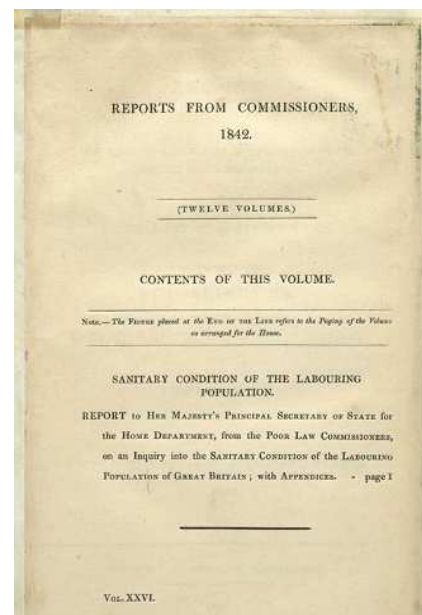 REPORTS FROM COMMISSIONERS,
1842.
(TWELVE VOLUMES.)
CONTENTS OF THIS VOLUME.
Note.—The Figure placed at the End of the Line refers to the Paging of the Volume
as arranged for the House.
SANITARY CONDITION OF THE LABOURING
POPULATION.
REPORT to Her Majesty's Principal Secretary of State for
the Home Department, from the Poor Law Commissioners,
on an Inquiry into the Sanitary Condition of the Labouring
Population of Great Britain; with Appendices. - page 1
Vol. XXVI.